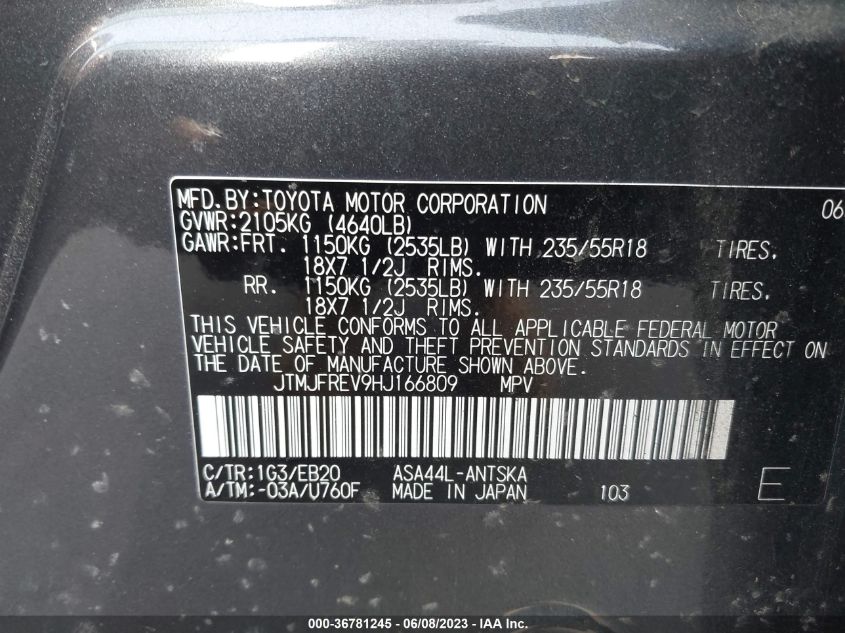 MFD.BY:TOYOTA MOTOR CORPORATION 06
GVWR:2105KG (4640LB)
GAWR:FRT. 1150KG (2535LB) WITH 235/55R18 TIRES.
18X7 1/2J RIMS.
RR. 1150KG (2535LB) WITH 235/55R18 TIRES.
18X7 1/2J RIMS.
THIS VEHICLE CONFORMS TO ALL APPLICABLE FEDERAL MOTOR
VEHICLE SAFETY AND THEFT PREVENTION STANDARDS IN EFFECT ON
THE DATE OF MANUFACTURE SHOWN ABOVE.
JTMJFREV9HJ166809 MPV
C/TR:1G3/EB20 ASA44L-ANTSKA
A/TM:-03A/U760F MADE IN JAPAN 103 E
000-36781245 - 06/08/2023 - IAA Inc.